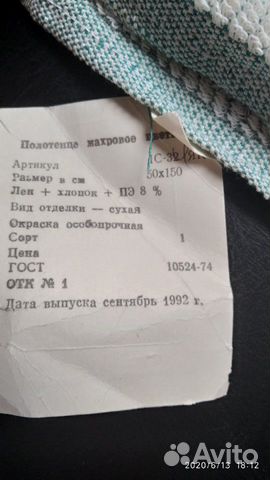 Полотенце махровое
Артикул С-32
Размер в см 50х150
Лен + хлопок + ПЭ 8 %
Вид отделки — сухая
Окраска особопрочная
Сорт 1
Цена
ГОСТ 10524-74
ОТК № 1
Дата выпуска сентябрь 1992 г.
Avito
2020/6/13 18:12